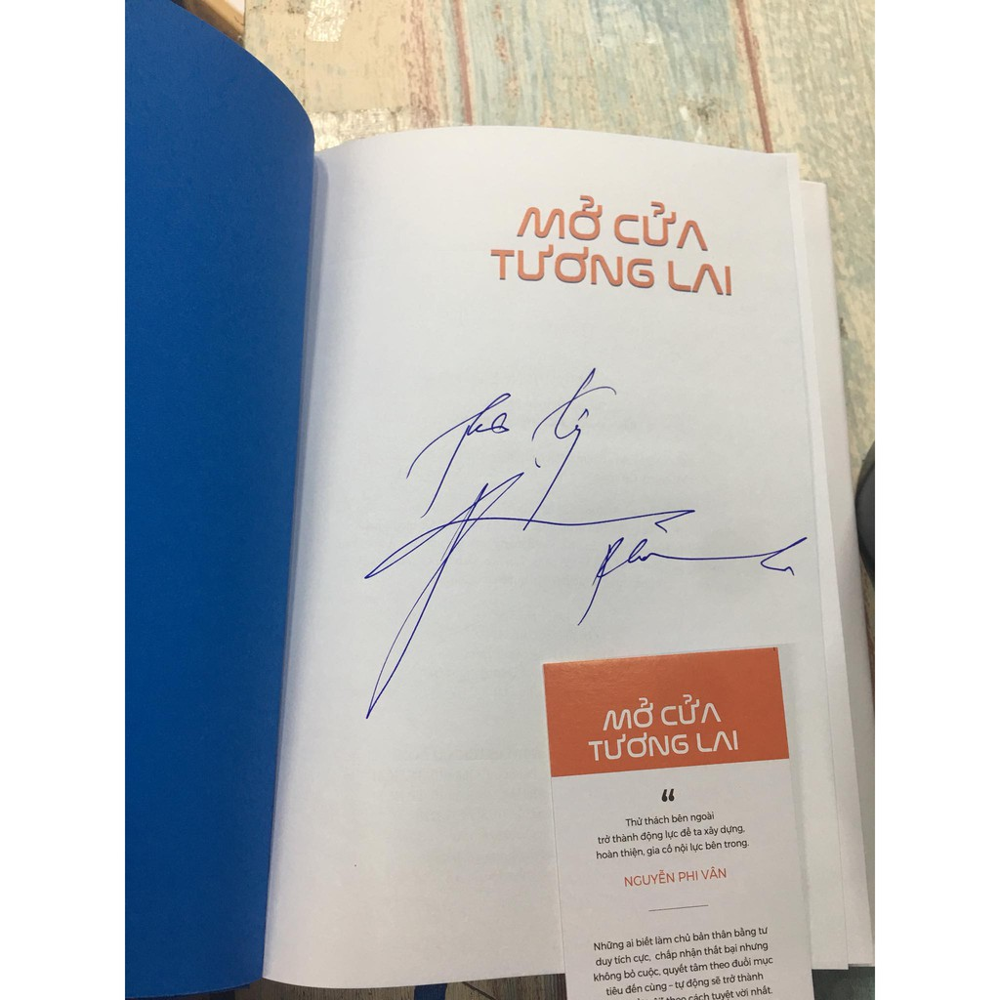 MỞ CỬA
TƯƠNG LAI
MỞ CỬA
TƯƠNG LAI
“
Thử thách bên ngoài
trở thành động lực để ta xây dựng,
hoàn thiện, gia cố nội lực bên trong.
NGUYỄN PHI VÂN
Những ai biết làm chủ bản thân bằng tư
duy tích cực, chấp nhận thất bại nhưng
không bỏ cuộc, quyết tâm theo đuổi mục
tiêu đến cùng – tự động sẽ trở thành
theo cách tuyệt vời nhất.